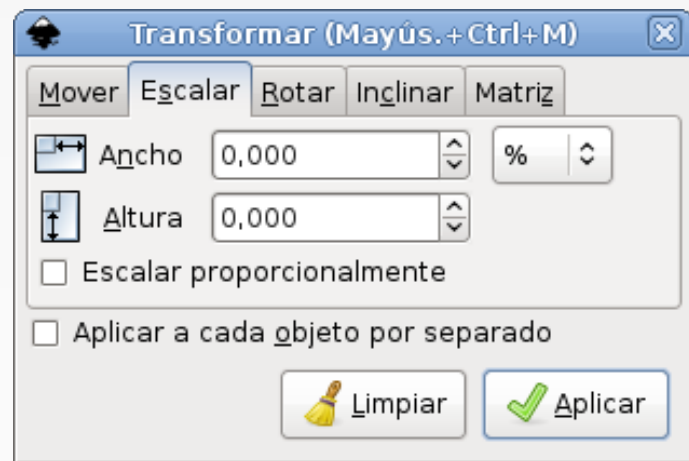 Transformar (Mayús.+Ctrl+M)
Mover Escalar Rotar Inclinar Matriz
Ancho 0,000 %
Altura 0,000
Escalar proporcionalmente
Aplicar a cada objeto por separado
Limpiar Aplicar